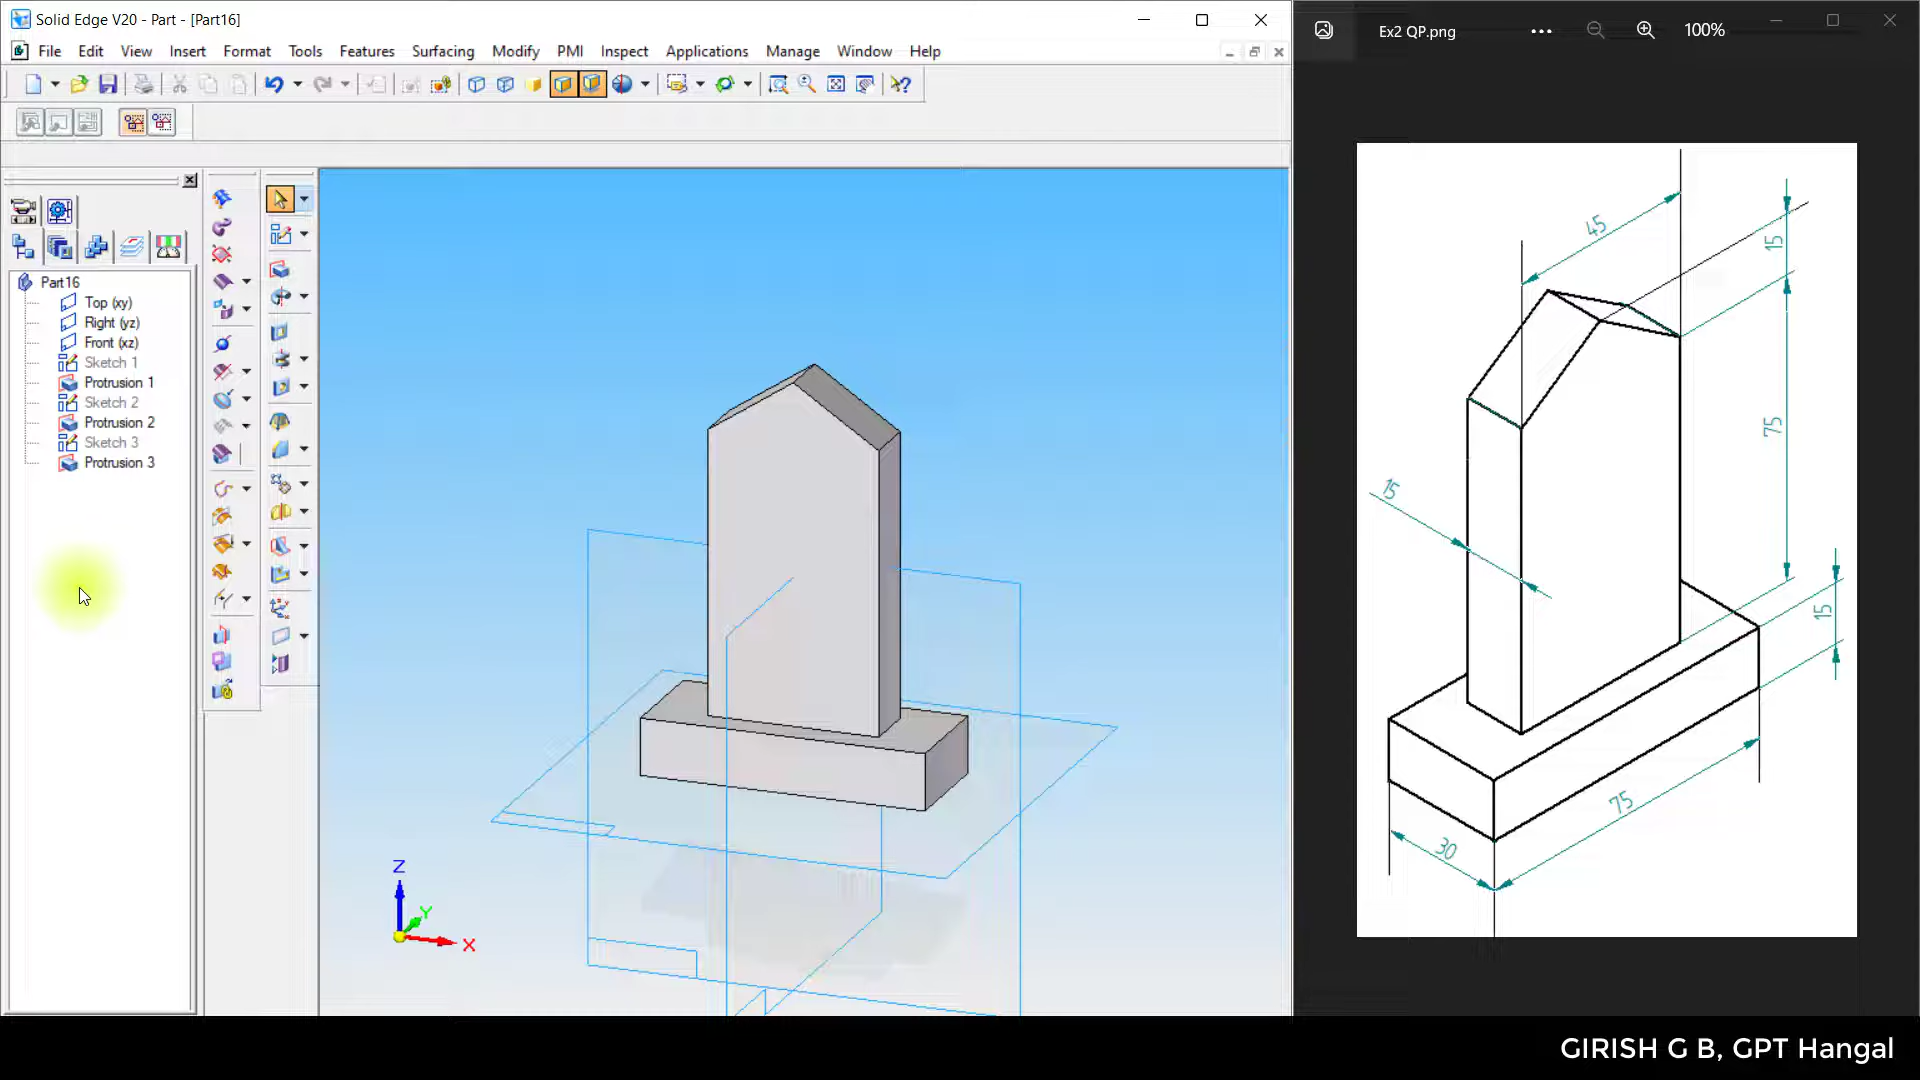 Solid Edge V20 - Part - [Part16]
File Edit View Insert Format Tools Features Surfacing Modify PMI Inspect Applications Manage Window Help
Part16
Top (xy)
Right (yz)
Front (xz)
Sketch 1
Protrusion 1
Sketch 2
Protrusion 2
Sketch 3
Protrusion 3
Z
Y
X
Ex2 QP.png
100%
45
15
75
15
15
75
30
GIRISH G B, GPT Hangal